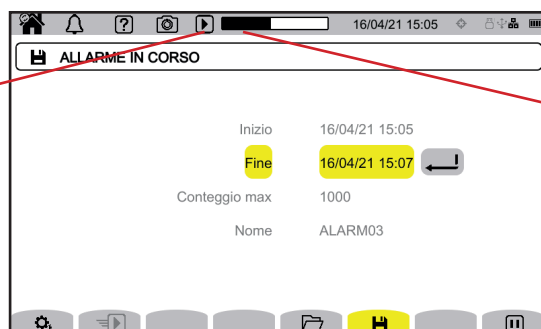 16/04/21 15:05
ALLARME IN CORSO
Inizio 16/04/21 15:05
Fine 16/04/21 15:07
Conteggio max 1000
Nome ALARM03